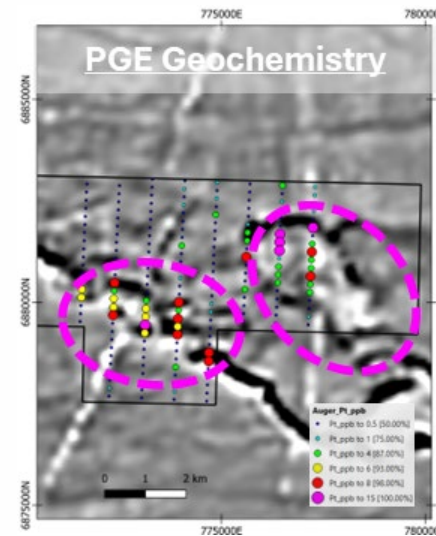 775000E
780000E
PGE Geochemistry
6885000N
6880000N
6875000N
Auger_Pt_ppb
Pt_ppb to 0.5 [50.00%]
Pt_ppb to 1 [75.00%]
Pt_ppb to 4 [87.00%]
Pt_ppb to 6 [93.00%]
Pt_ppb to 8 [96.00%]
Pt_ppb to 15 [100.00%]
0 1 2 km
775000E
780000E